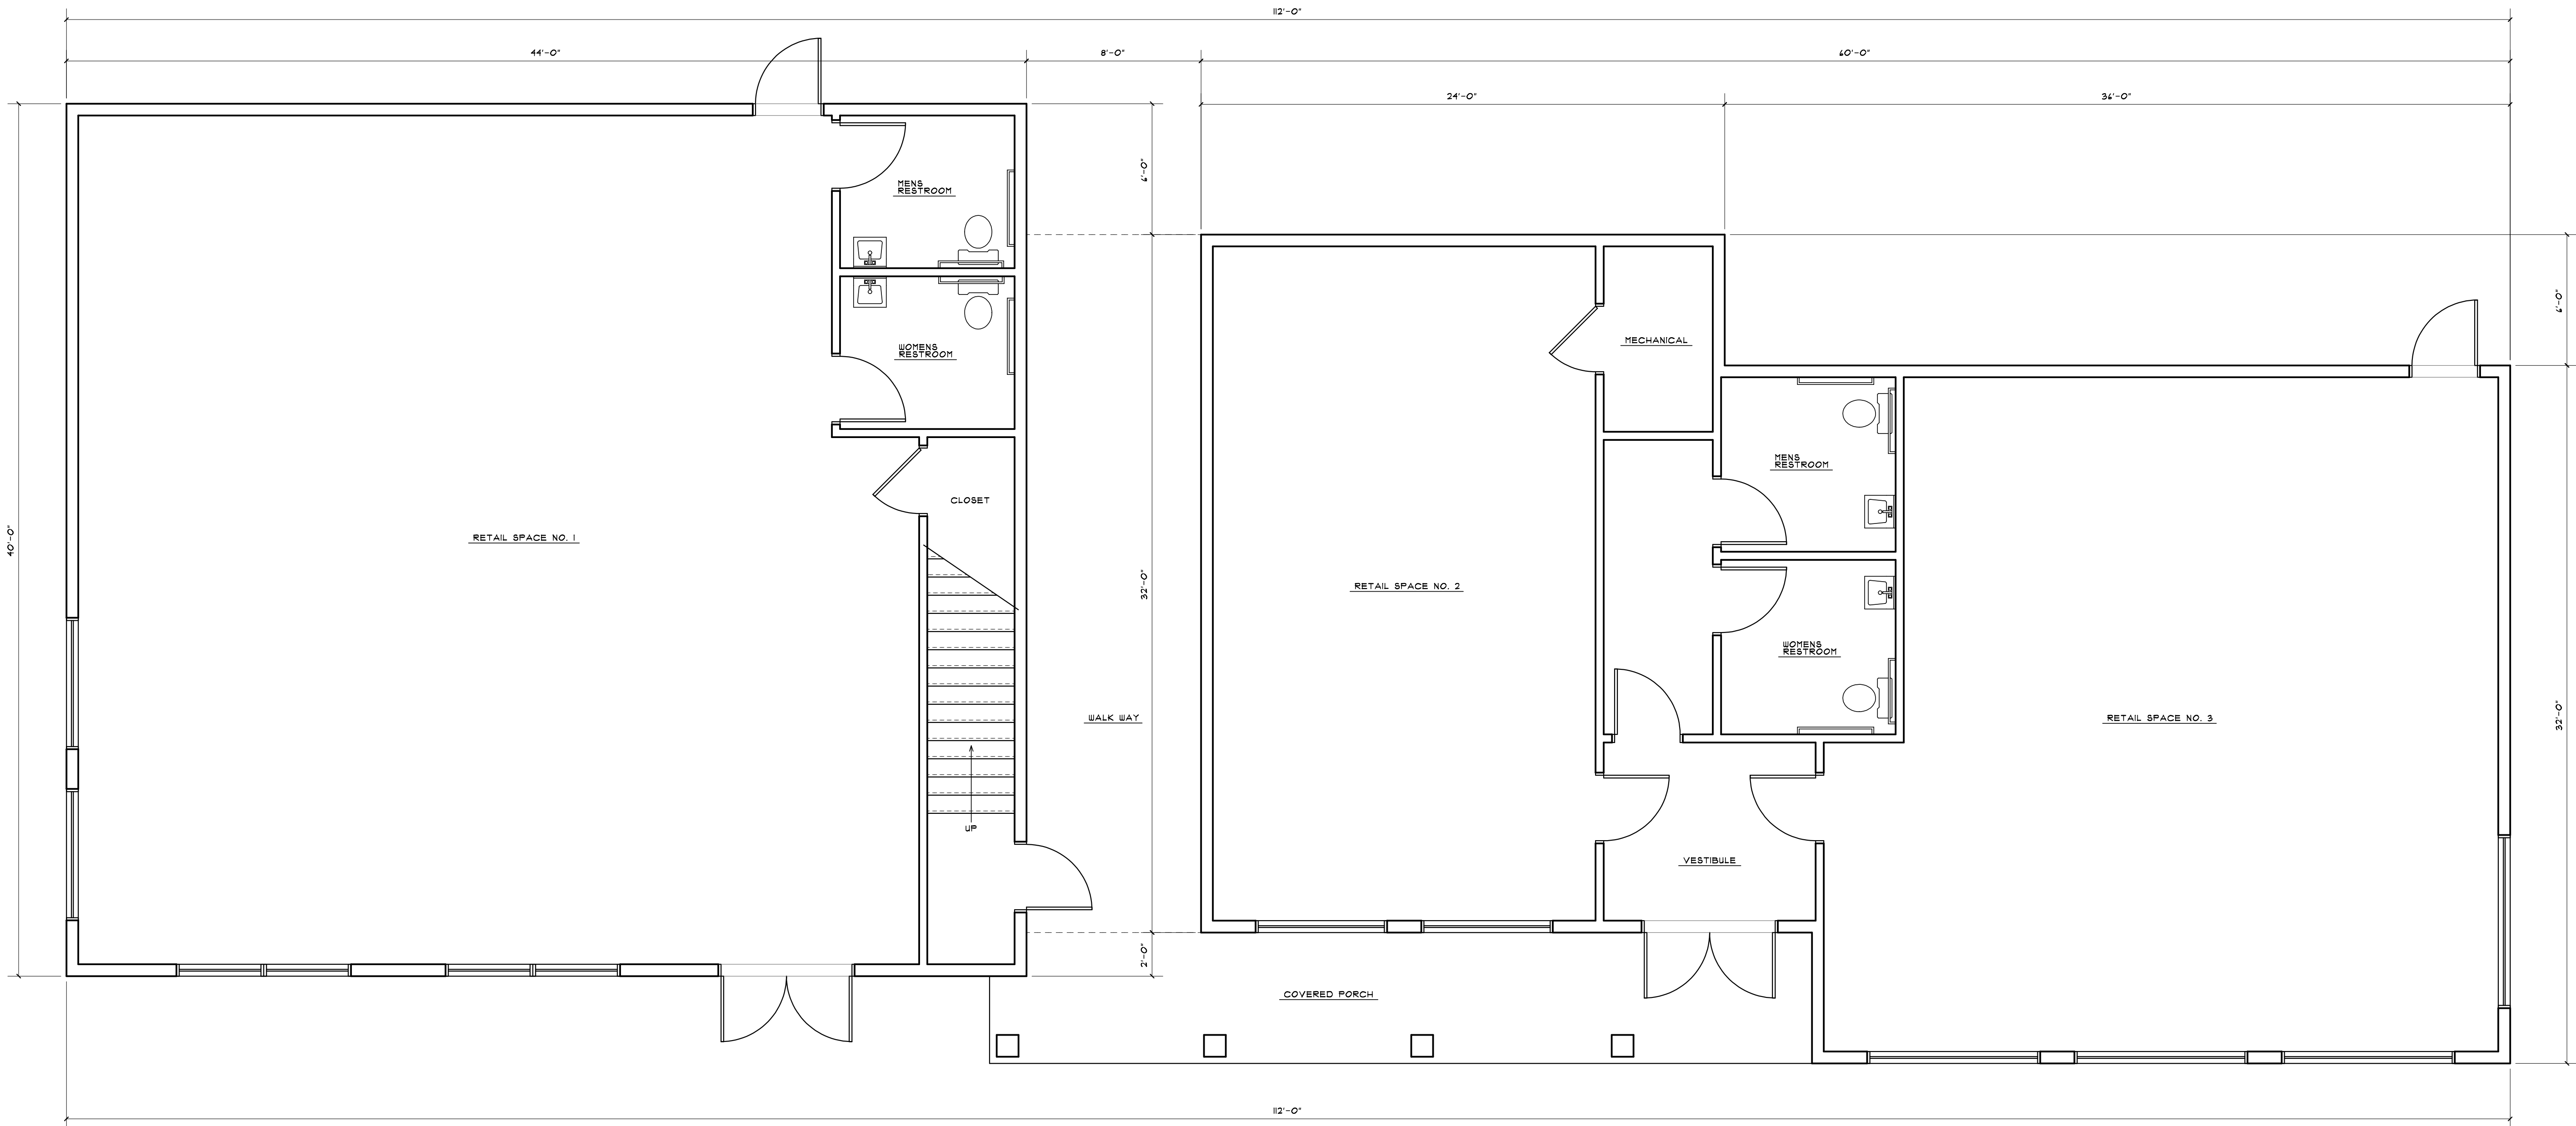 112'-0"
44'-0"
8'-0"
60'-0"
24'-0"
36'-0"
6'-0"
MENS
RESTROOM
6'-0"
MECHANICAL
WOMENS
RESTROOM
MENS
RESTROOM
CLOSET
40'-0"
RETAIL SPACE NO. 1
32'-0"
RETAIL SPACE NO. 2
WOMENS
RESTROOM
WALK WAY
RETAIL SPACE NO. 3
32'-0"
UP
VESTIBULE
2'-0"
COVERED PORCH
112'-0"